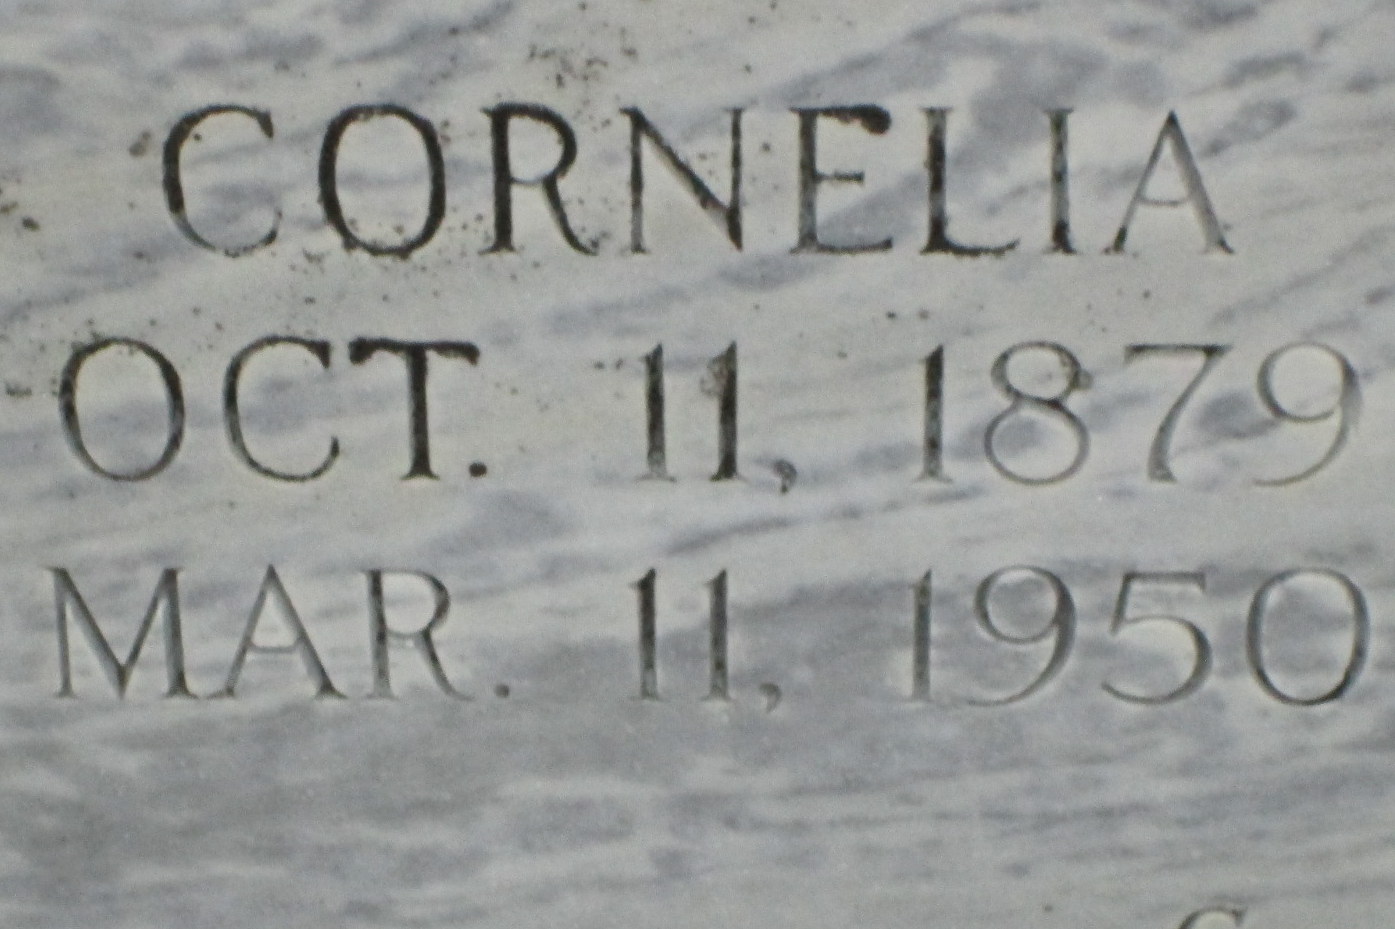 CORNELIA
OCT. 11, 1879
MAR. 11, 1950